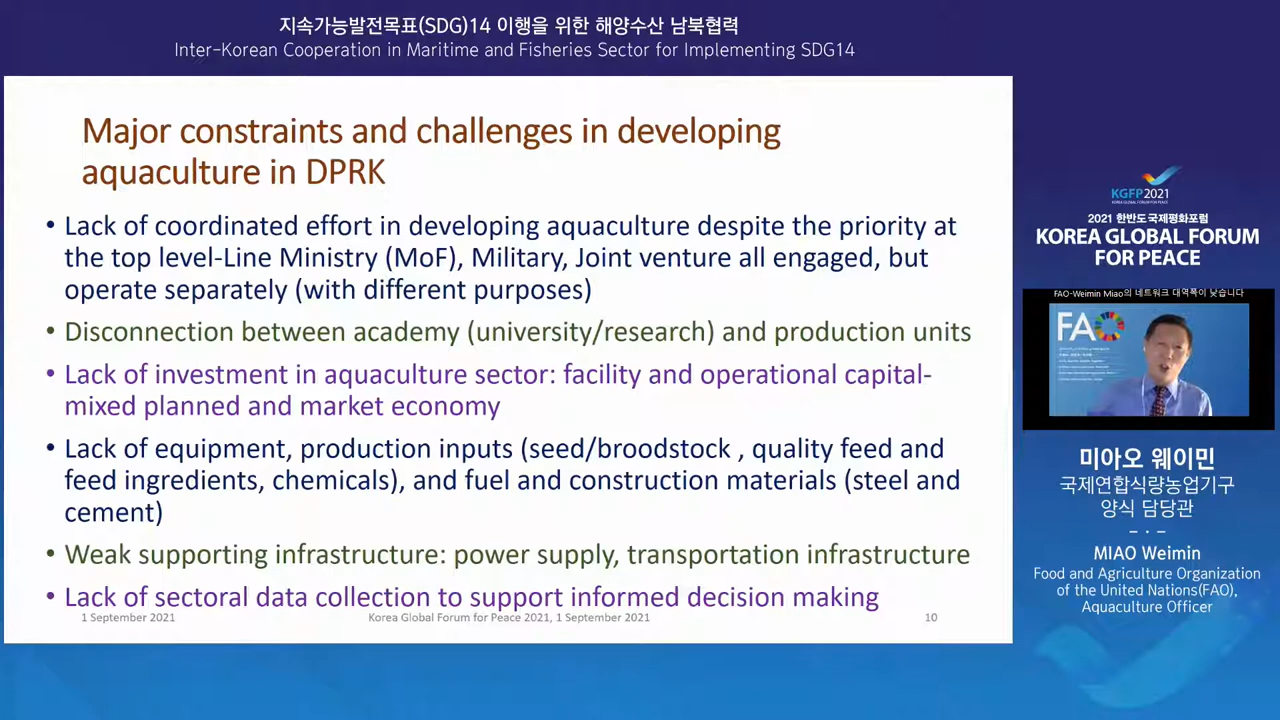 지속가능발전목표(SDG)14 이행을 위한 해양수산 남북협력
Inter-Korean Cooperation in Maritime and Fisheries Sector for Implementing SDG14
Major constraints and challenges in developing
aquaculture in DPRK
• Lack of coordinated effort in developing aquaculture despite the priority at
the top level-Line Ministry (MoF), Military, Joint venture all engaged, but
operate separately (with different purposes)
• Disconnection between academy (university/research) and production units
• Lack of investment in aquaculture sector: facility and operational capital-
mixed planned and market economy
• Lack of equipment, production inputs (seed/broodstock , quality feed and
feed ingredients, chemicals), and fuel and construction materials (steel and
cement)
• Weak supporting infrastructure: power supply, transportation infrastructure
• Lack of sectoral data collection to support informed decision making
1 September 2021
Korea Global Forum for Peace 2021, 1 September 2021
10
KGFP2021
KOREA GLOBAL FORUM FOR PEACE
2021 한반도국제평화포럼
KOREA GLOBAL FORUM
FOR PEACE
FAO-Weimin Miao의 네트워크 대역폭이 낮습니다
FAO
미아오 웨이민
국제연합식량농업기구
양식 담당관
MIAO Weimin
Food and Agriculture Organization
of the United Nations(FAO),
Aquaculture Officer